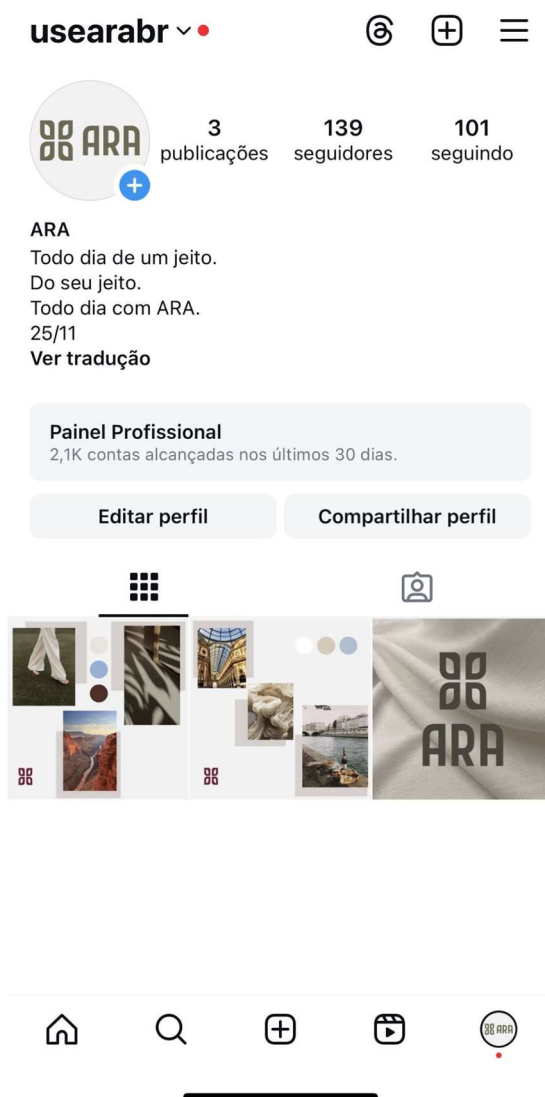 usearabr
ARA
3
publicações
139
seguidores
101
seguindo
ARA
Todo dia de um jeito.
Do seu jeito.
Todo dia com ARA.
25/11
Ver tradução
Painel Profissional
2,1K contas alcançadas nos últimos 30 dias.
Editar perfil
Compartilhar perfil
ARA
ARA